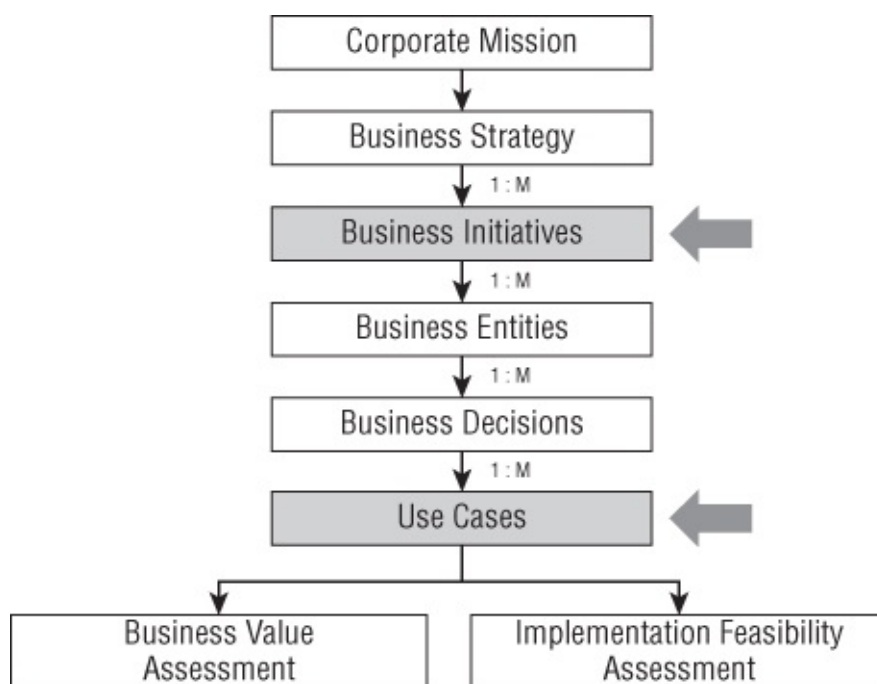 Corporate Mission
Business Strategy
1 : M
Business Initiatives
1 : M
Business Entities
1 : M
Business Decisions
1 : M
Use Cases
Business Value
Assessment
Implementation Feasibility
Assessment